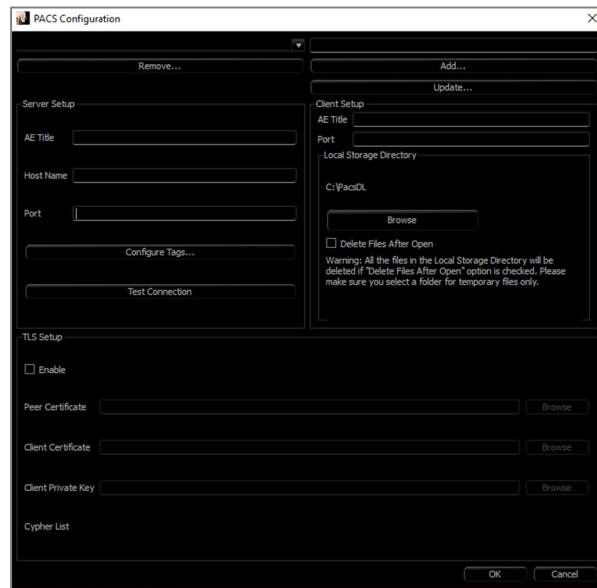 PACS Configuration
Remove...
Add...
Update...
Server Setup
AE Title
Host Name
Port
Configure Tags...
Test Connection
Client Setup
AE Title
Port
Local Storage Directory
C:\PacsDL
Browse
Delete Files After Open
Warning: All the files in the Local Storage Directory will be
deleted if "Delete Files After Open" option is checked. Please
make sure you select a folder for temporary files only.
TLS Setup
Enable
Peer Certificate
Browse
Client Certificate
Browse
Client Private Key
Browse
Cypher List
OK
Cancel